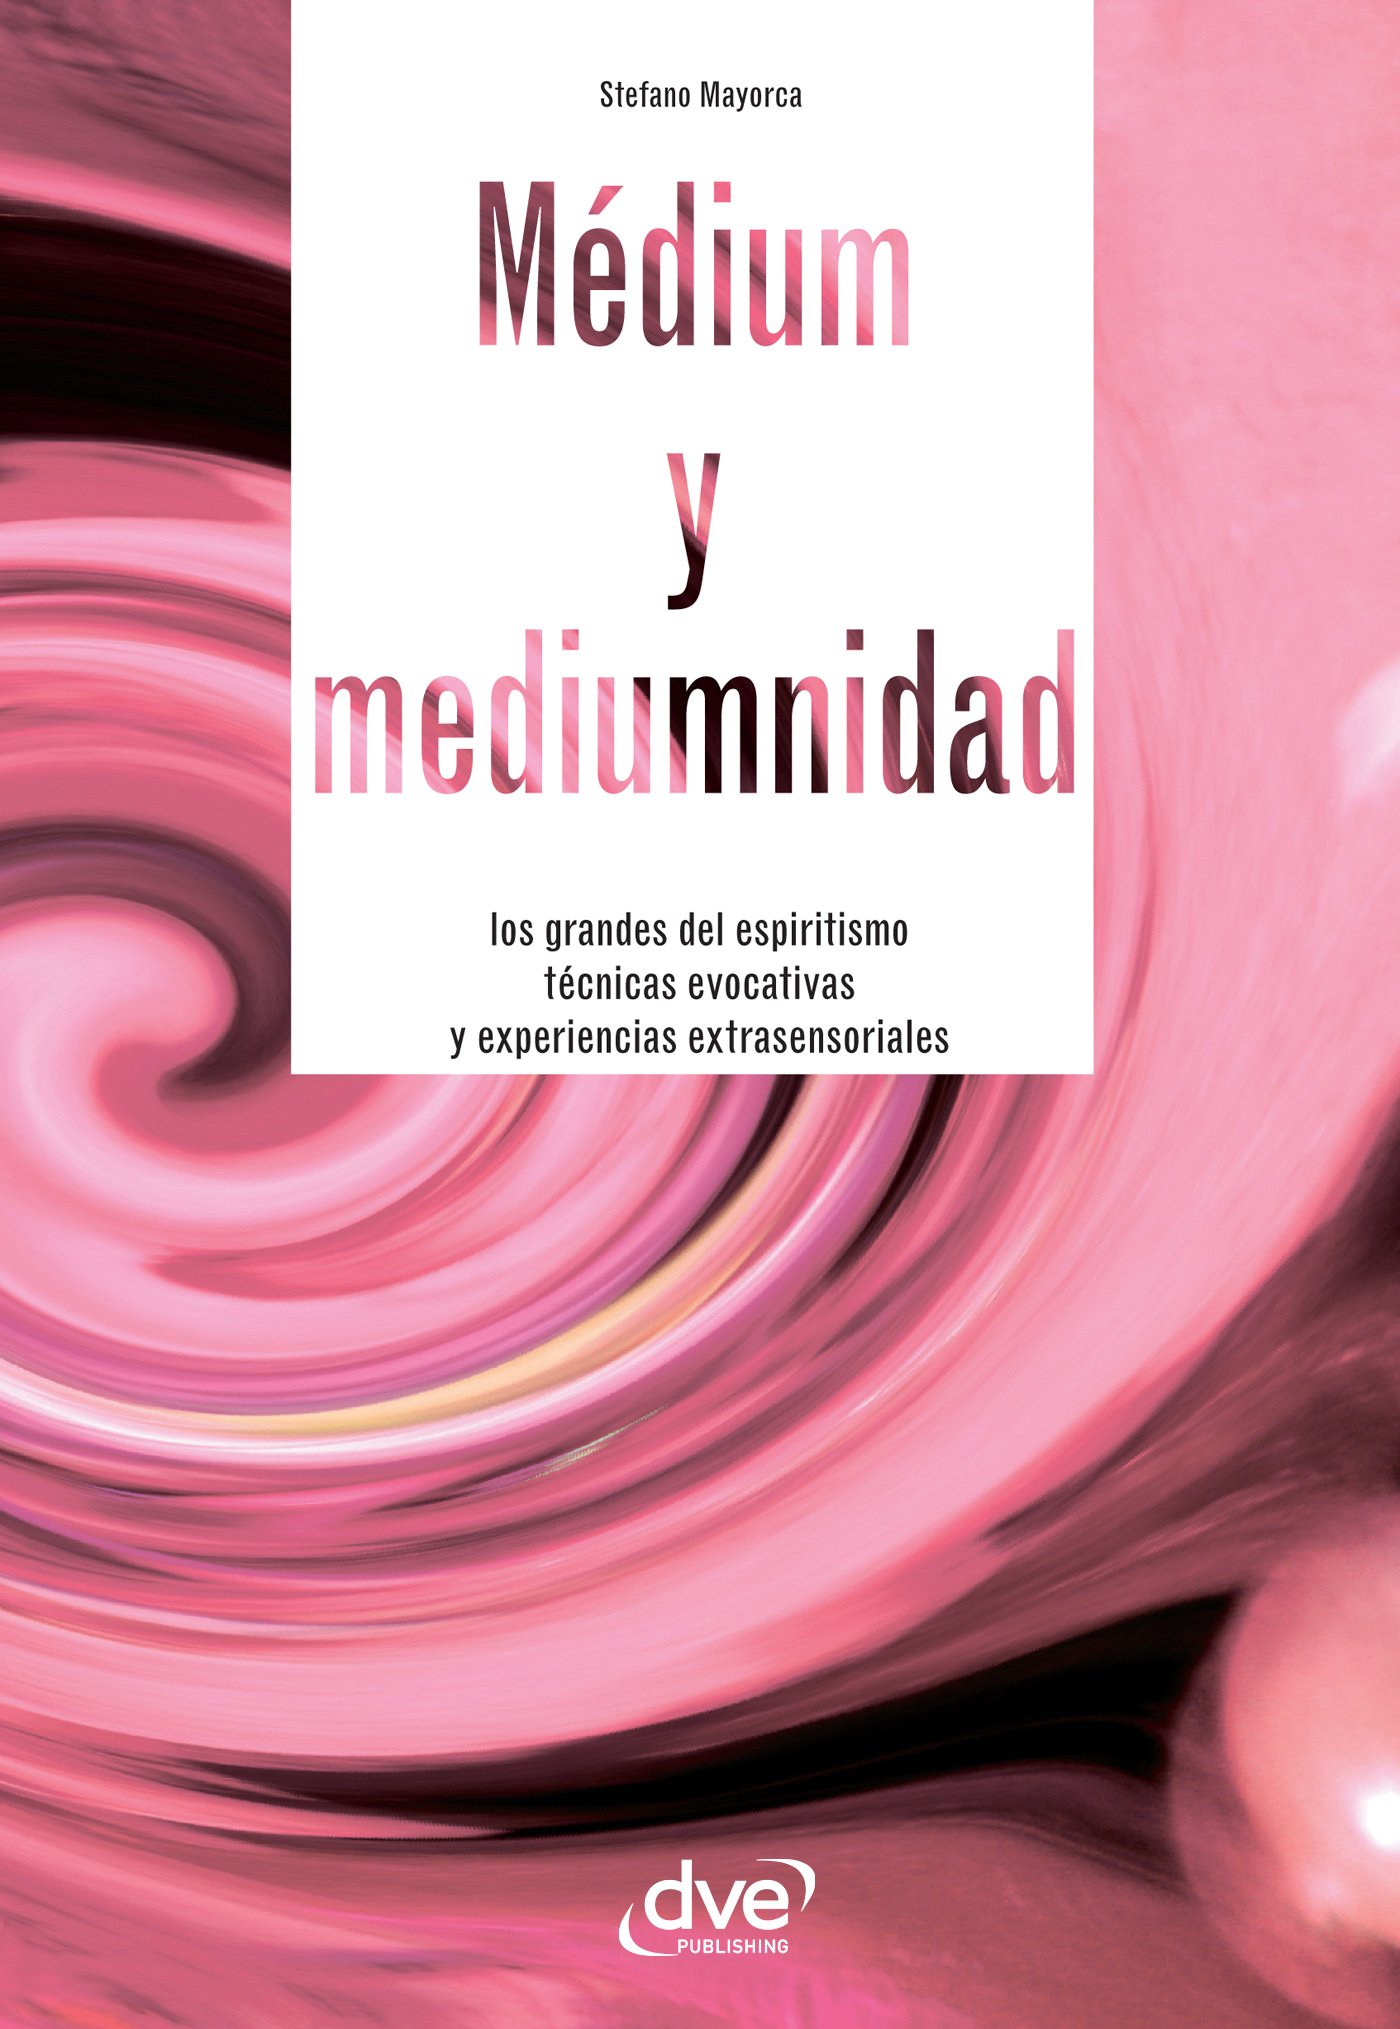 Stefano Mayorca
Médium
y
mediumnidad
los grandes del espiritismo
técnicas evocativas
y experiencias extrasensoriales
dve
PUBLISHING